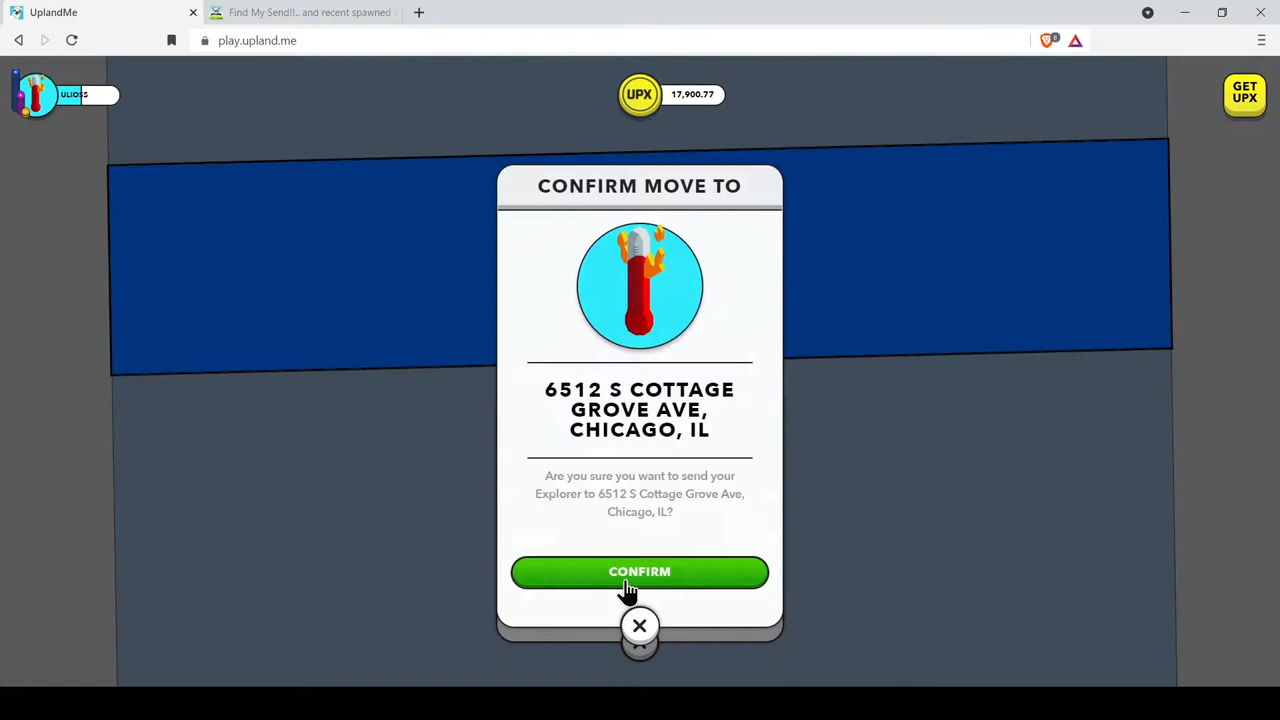 UplandMe
Find My Send!!.. and recent spawned
play.upland.me
8
ULIOSS
UPX
17,900.77
GET
UPX
CONFIRM MOVE TO
6512 S COTTAGE
GROVE AVE,
CHICAGO, IL
Are you sure you want to send your
Explorer to 6512 S Cottage Grove Ave,
Chicago, IL?
CONFIRM